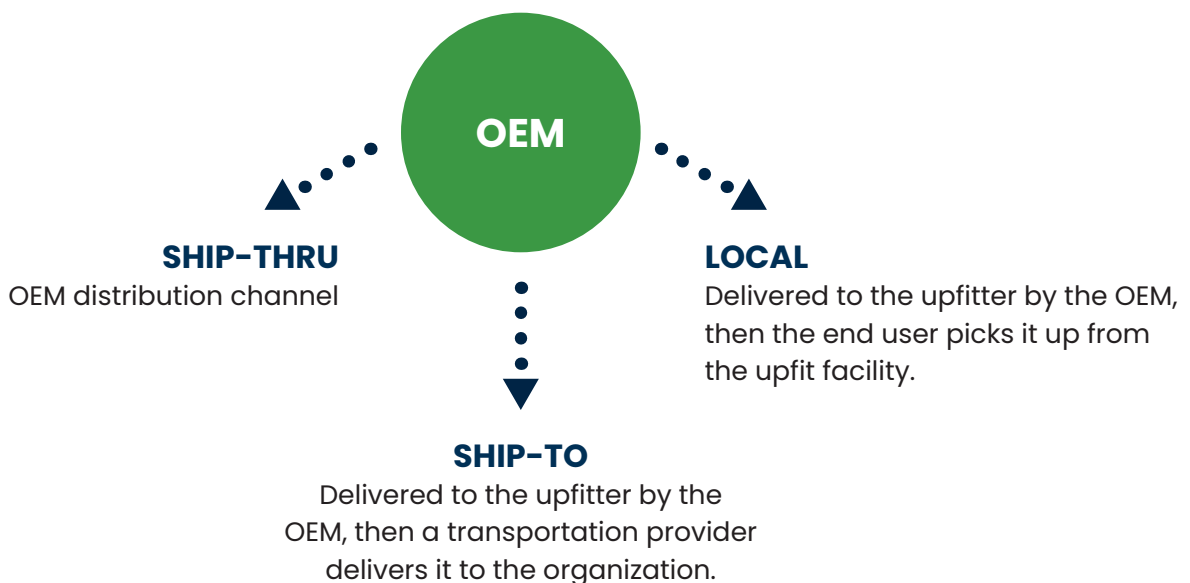 OEM
SHIP-THRU
OEM distribution channel
LOCAL
Delivered to the upfitter by the OEM,
then the end user picks it up from
the upfit facility.
SHIP-TO
Delivered to the upfitter by the
OEM, then a transportation provider
delivers it to the organization.